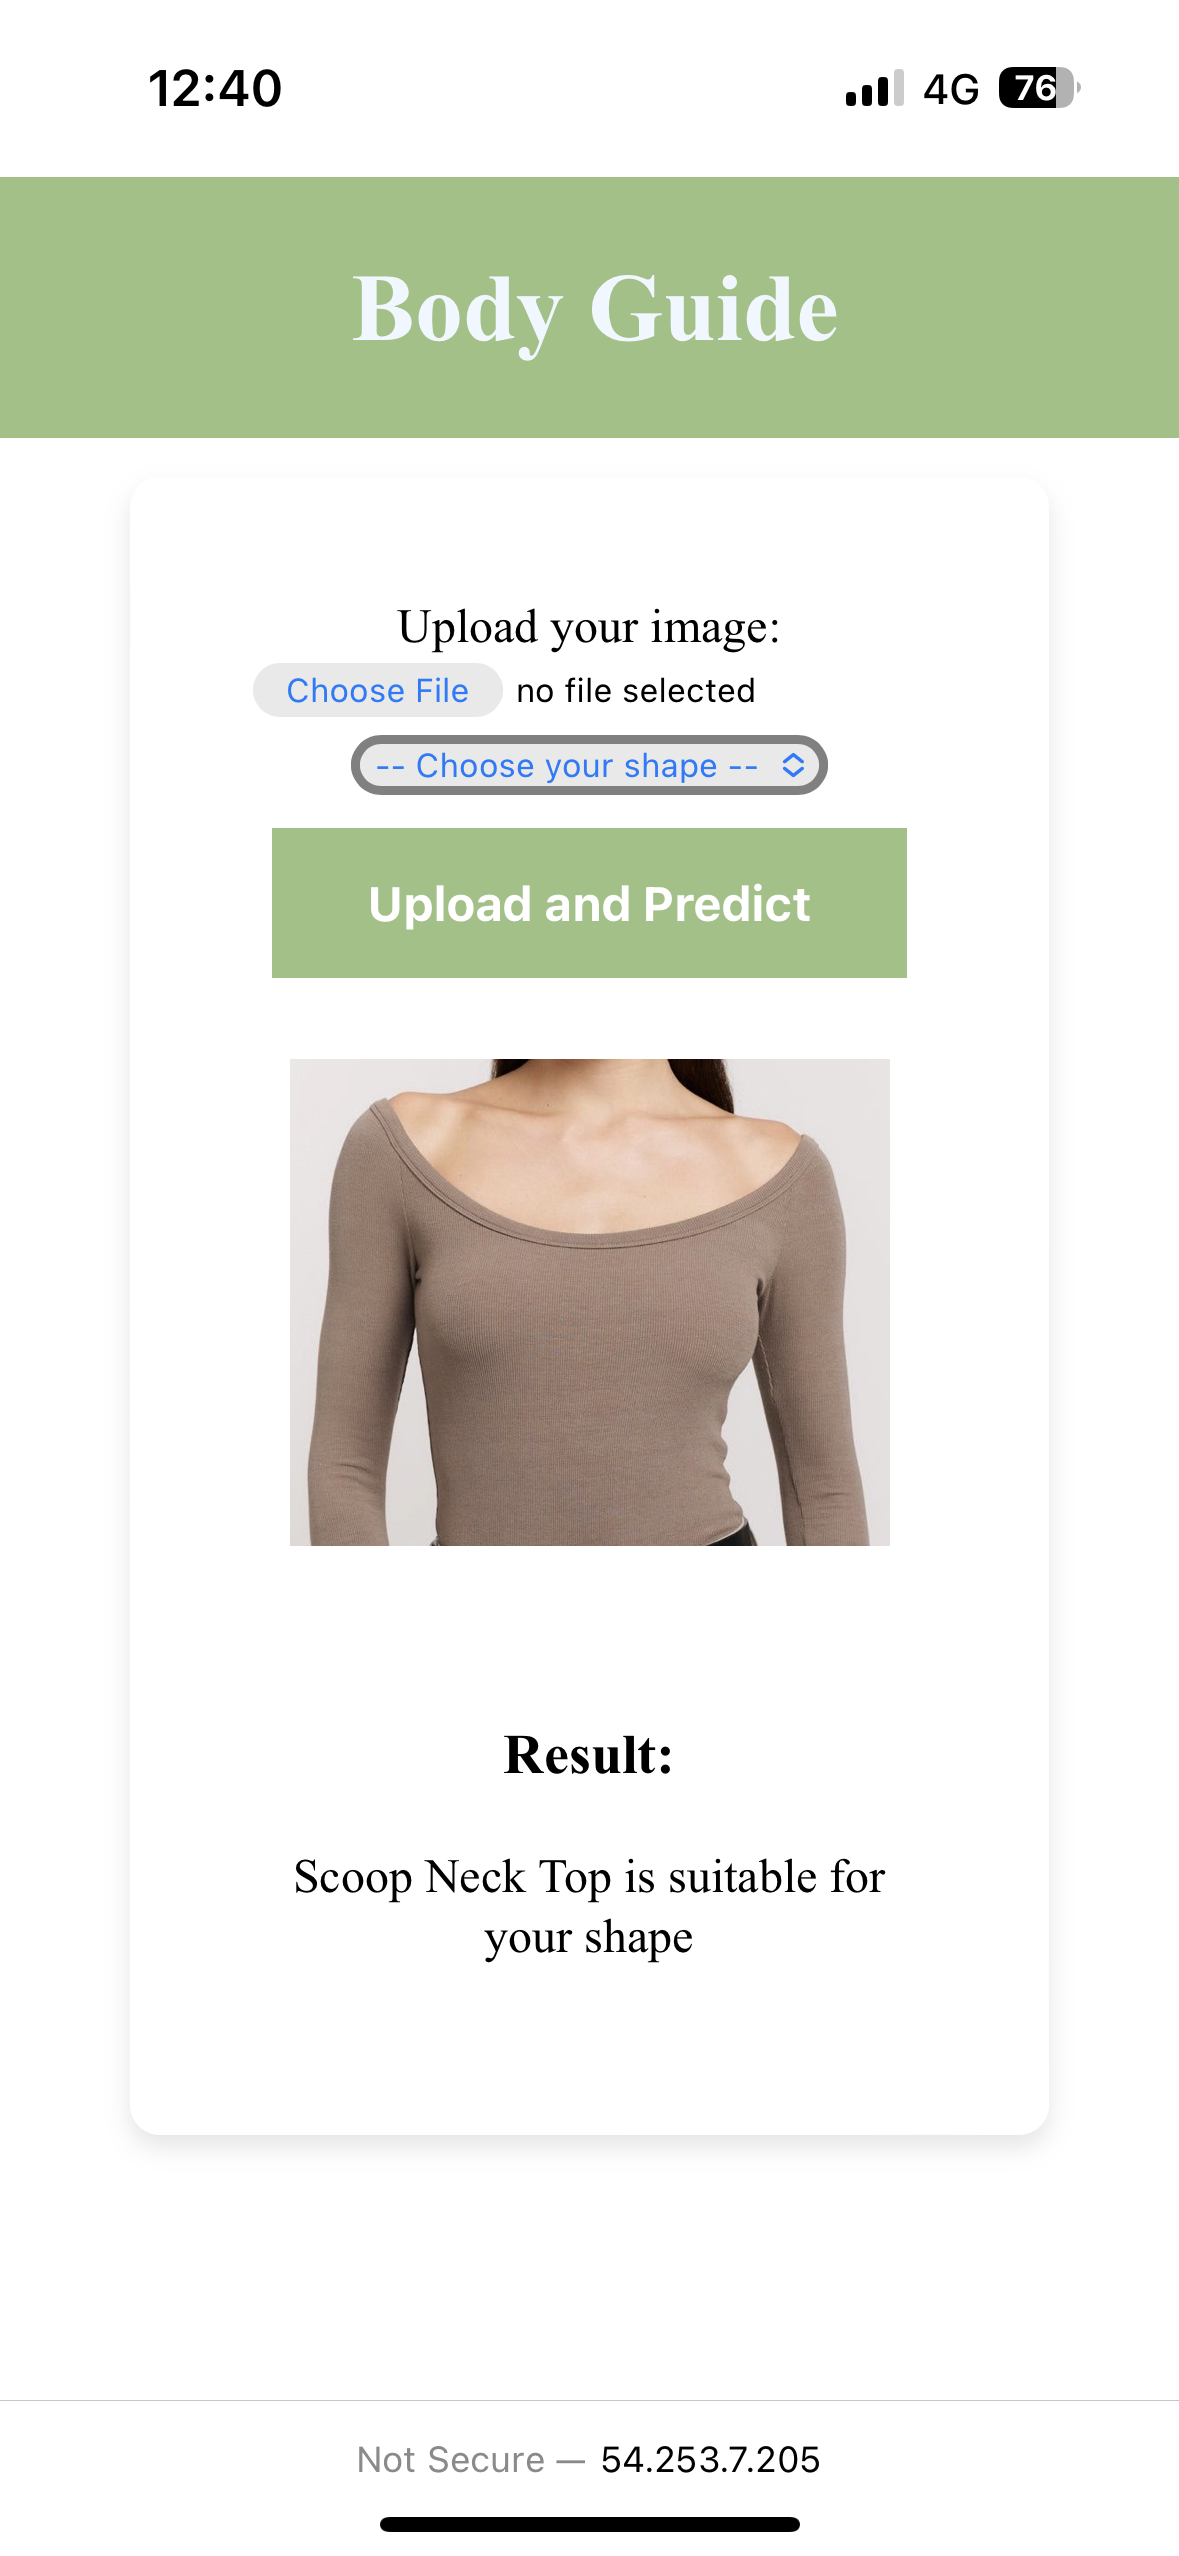 12:40
4G 76
Body Guide
Upload your image:
Choose File no file selected
-- Choose your shape --
Upload and Predict
Result:
Scoop Neck Top is suitable for
your shape
Not Secure — 54.253.7.205